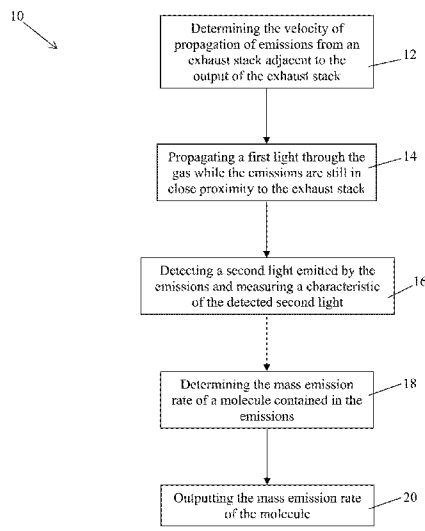 10
Determining the velocity of
propagation of emissions from an
exhaust stack adjacent to the
output of the exhaust stack
12
Propagating a first light through the
gas while the emissions are still in
close proximity to the exhaust stack
14
Detecting a second light emitted by the
emissions and measuring a characteristic
of the detected second light
16
Determining the mass emission
rate of a molecule contained in the
emissions
18
Outputting the mass emission rate
of the molecule
20